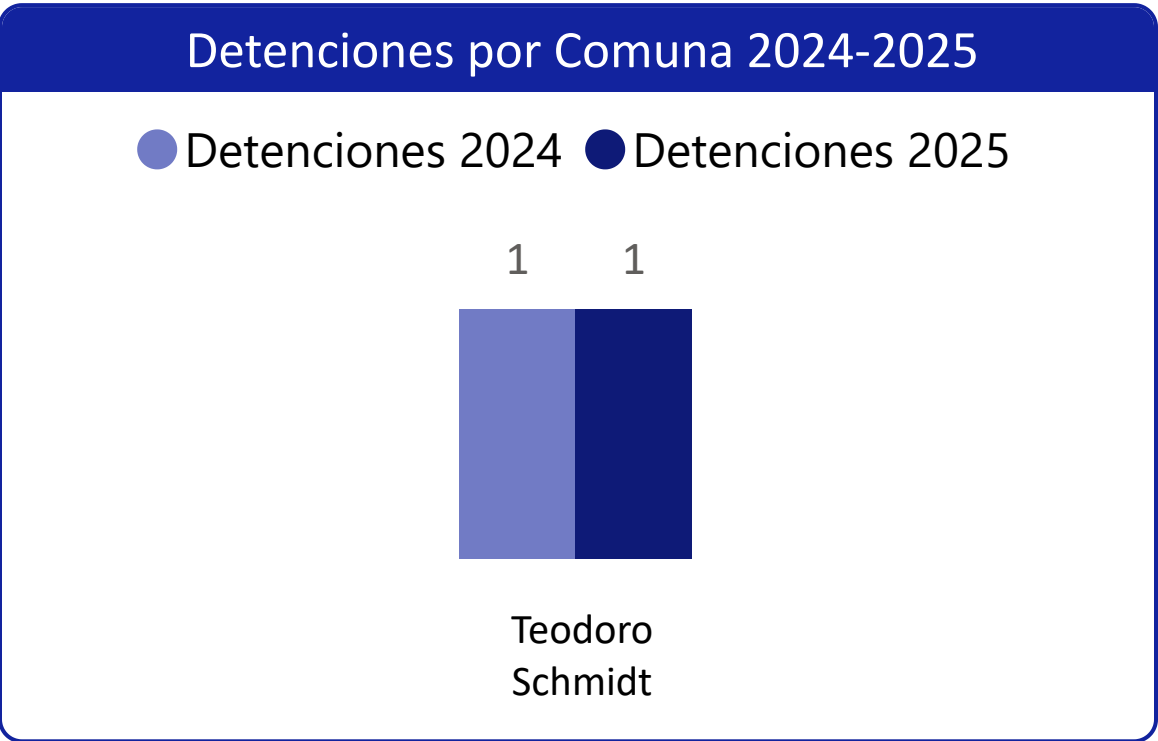 Detenciones por Comuna 2024-2025
Detenciones 2024 Detenciones 2025
1 1
Teodoro
Schmidt